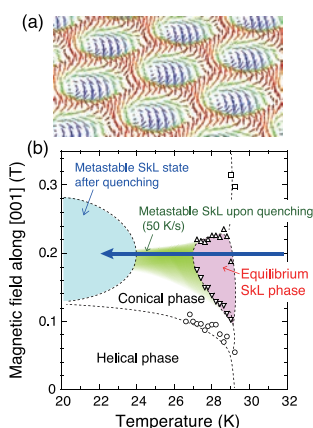 (a)
(b)
Metastable SkL state
after quenching
Metastable SkL upon quenching
(50 K/s)
Equilibrium
SkL phase
Conical phase
Helical phase
Magnetic field along [001] (T)
0.3
0.2
0.1
0
20 22 24 26 28 30 32
Temperature (K)